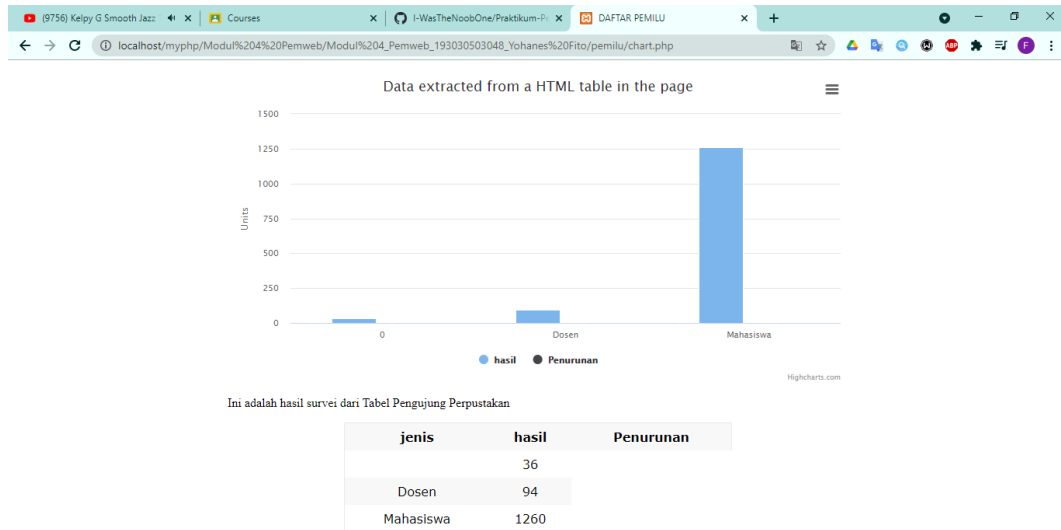 (9756) Kelpy G Smooth Jazz
Courses
I-WasTheNoobOne/Praktikum-Pe
DAFTAR PEMILU
localhost/myphp/Modul%204%20Pemweb/Modul%204_Pemweb_193030503048_Yohanes%20Fito/pemilu/chart.php
ABP
F
Data extracted from a HTML table in the page
1500
1250
1000
750
500
250
0
Units
0 Dosen Mahasiswa
hasil Penurunan
Highcharts.com
Ini adalah hasil survei dari Tabel Pengujung Perpustakan
jenis hasil Penurunan
36
Dosen 94
Mahasiswa 1260